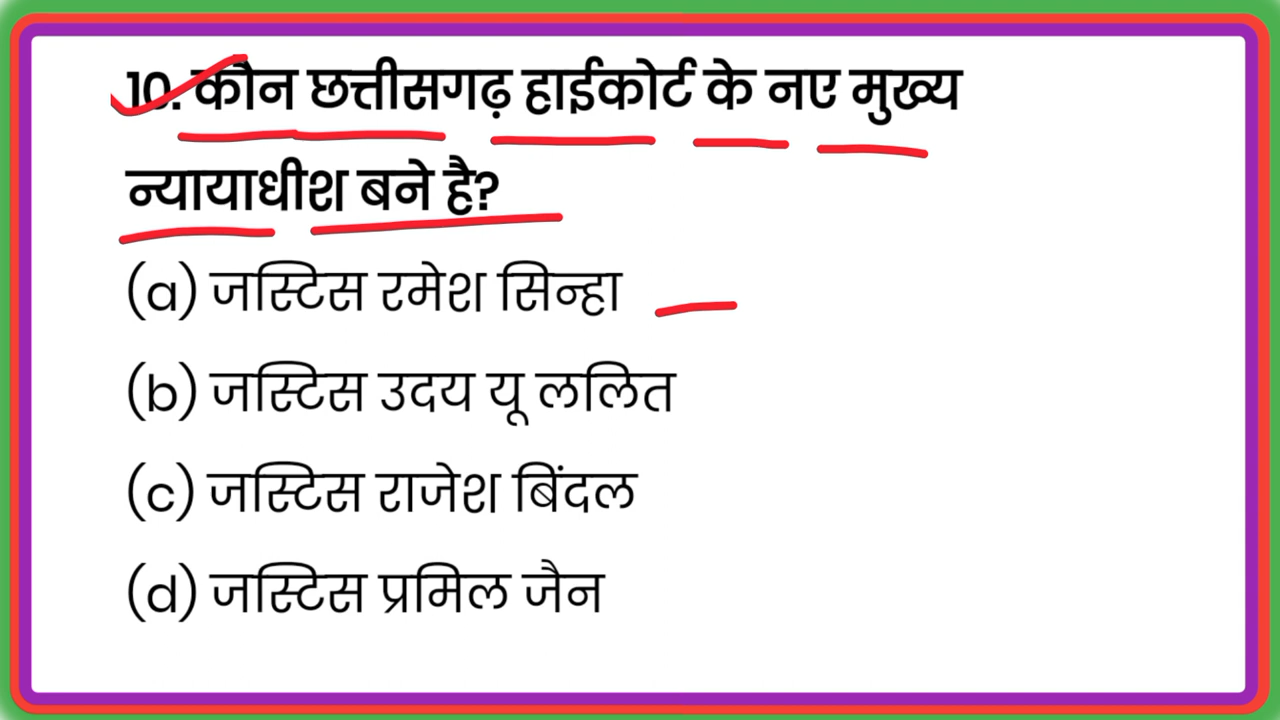 10. कौन छत्तीसगढ़ हाईकोर्ट के नए मुख्य
न्यायाधीश बने है?
(a) जस्टिस रमेश सिन्हा
(b) जस्टिस उदय यू ललित
(c) जस्टिस राजेश बिंदल
(d) जस्टिस प्रमिल जैन